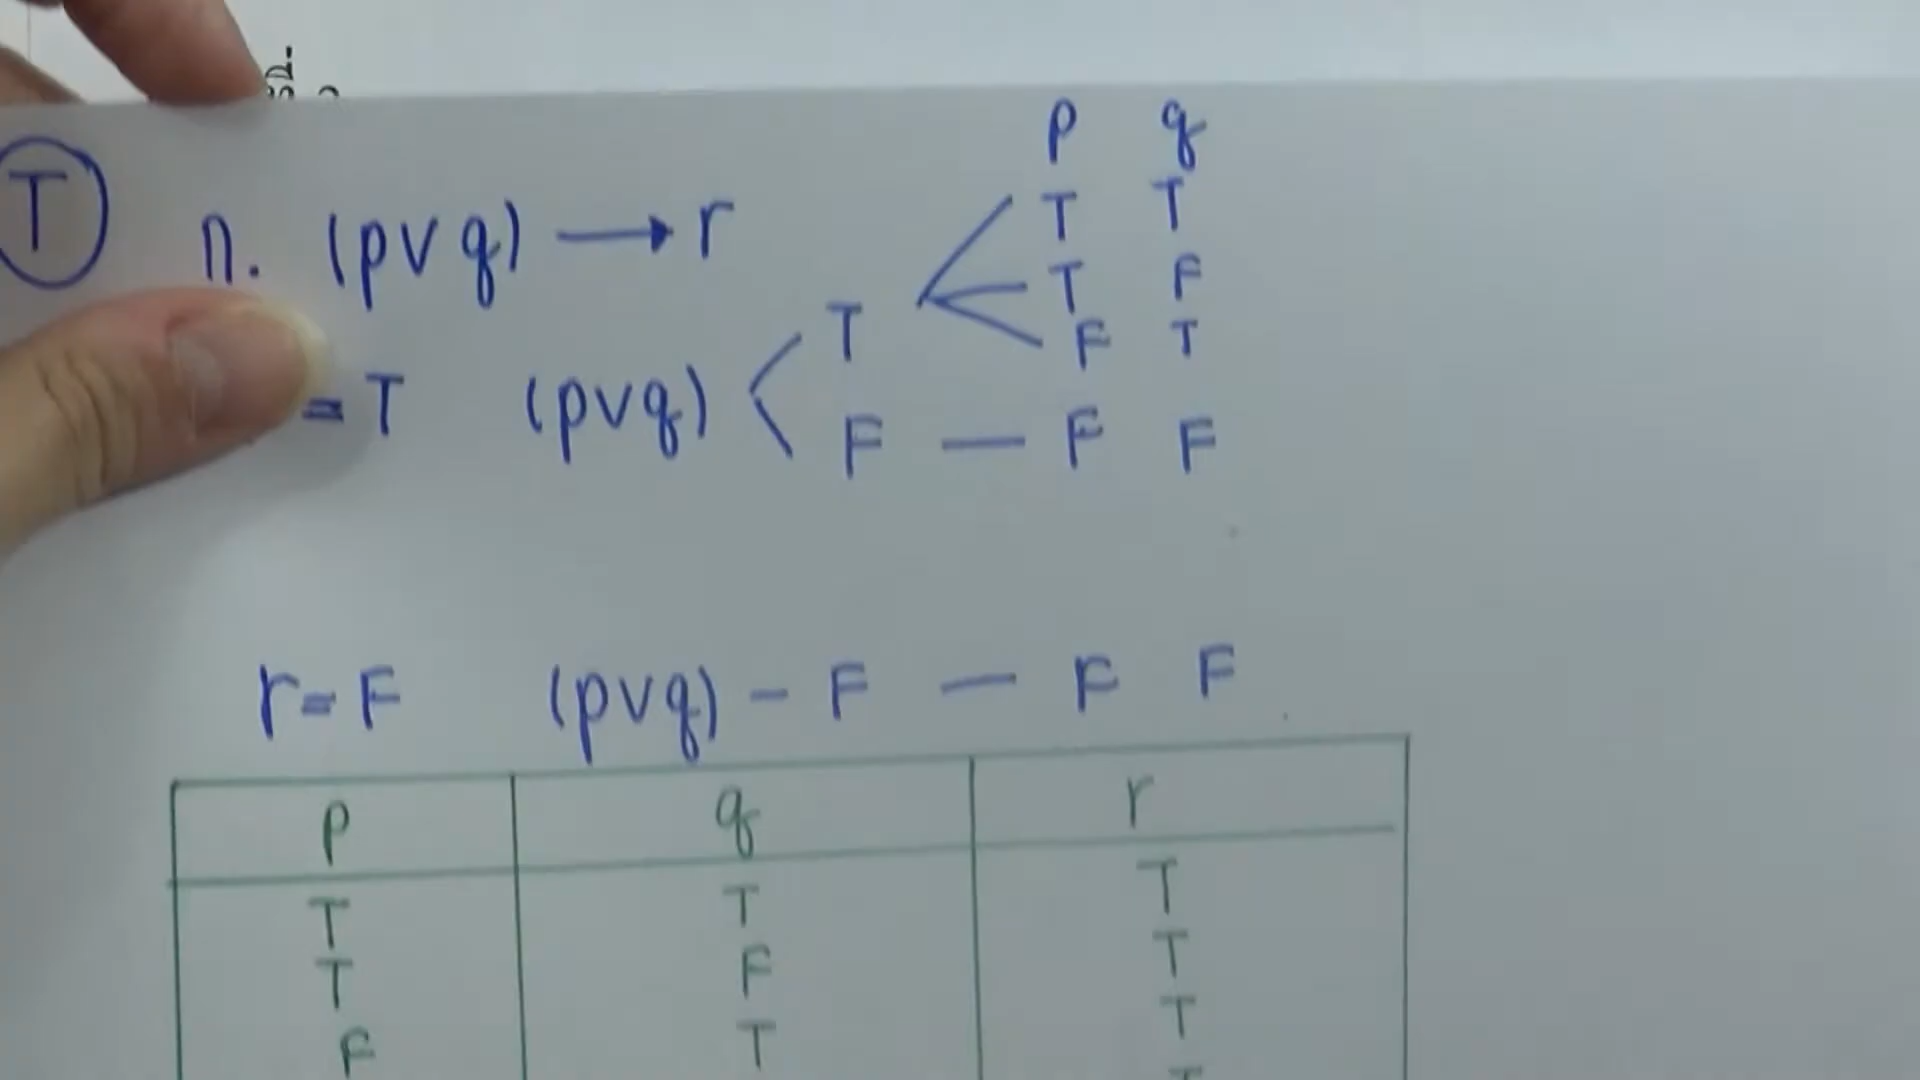 p q
T T
T ก. (p∨q) → r
T F
T
F T
= T (p∨q)
F — F F
r = F (p∨q) - F — F F
p q r
T T T
T F T
F T T